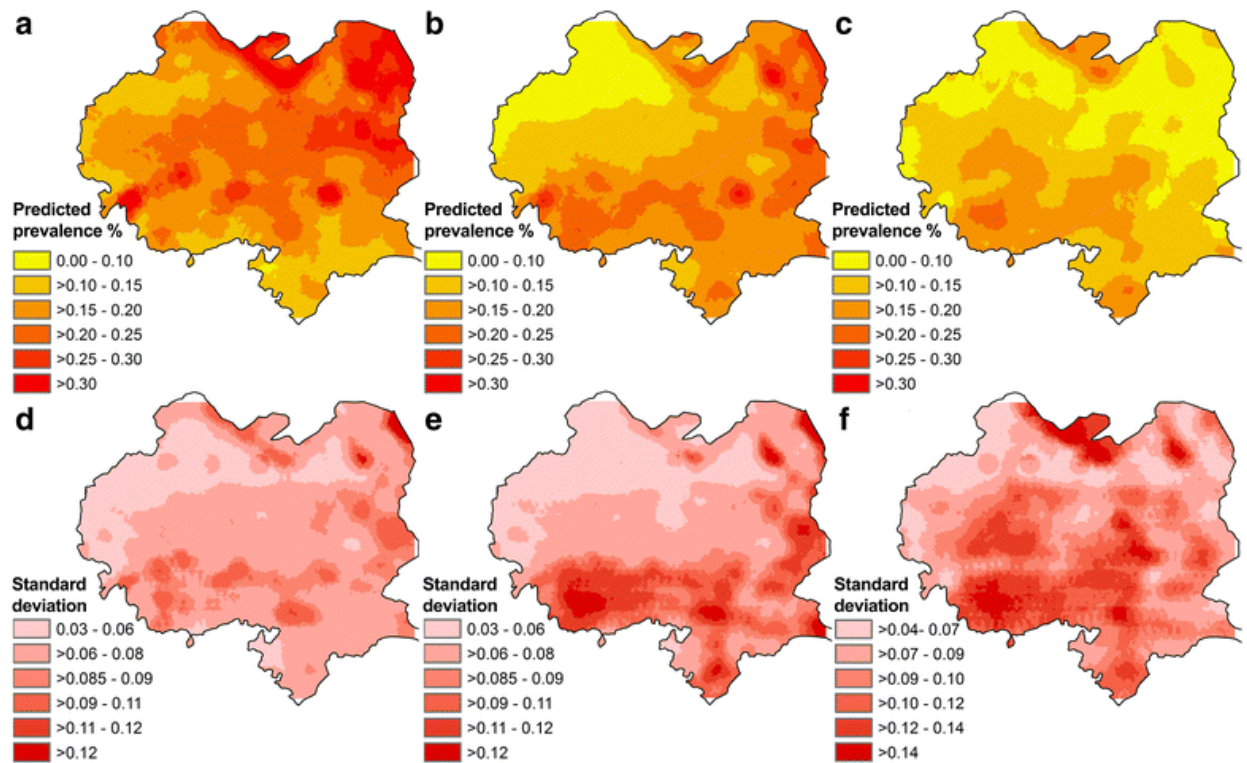 a
Predicted
prevalence %
0.00 - 0.10
>0.10 - 0.15
>0.15 - 0.20
>0.20 - 0.25
>0.25 - 0.30
>0.30
b
Predicted
prevalence %
0.00 - 0.10
>0.10 - 0.15
>0.15 - 0.20
>0.20 - 0.25
>0.25 - 0.30
>0.30
c
Predicted
prevalence %
0.00 - 0.10
>0.10 - 0.15
>0.15 - 0.20
>0.20 - 0.25
>0.25 - 0.30
>0.30
d
Standard
deviation
0.03 - 0.06
>0.06 - 0.08
>0.085 - 0.09
>0.09 - 0.11
>0.11 - 0.12
>0.12
e
Standard
deviation
0.03 - 0.06
>0.06 - 0.08
>0.085 - 0.09
>0.09 - 0.11
>0.11 - 0.12
>0.12
f
Standard
deviation
>0.04- 0.07
>0.07 - 0.09
>0.09 - 0.10
>0.10 - 0.12
>0.12 - 0.14
>0.14